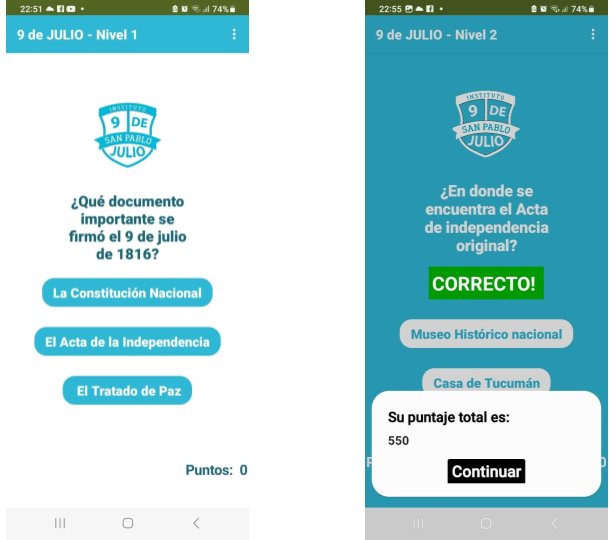 22:51
74%
9 de JULIO - Nivel 1
INSTITUTO
9 DE
SAN PABLO
JULIO
¿Qué documento
importante se
firmó el 9 de julio
de 1816?
La Constitución Nacional
El Acta de la Independencia
El Tratado de Paz
Puntos: 0
22:55
74%
9 de JULIO - Nivel 2
INSTITUTO
9 DE
SAN PABLO
JULIO
¿En donde se
encuentra el Acta
de independencia
original?
CORRECTO!
Museo Histórico nacional
Casa de Tucumán
Su puntaje total es:
550
Continuar